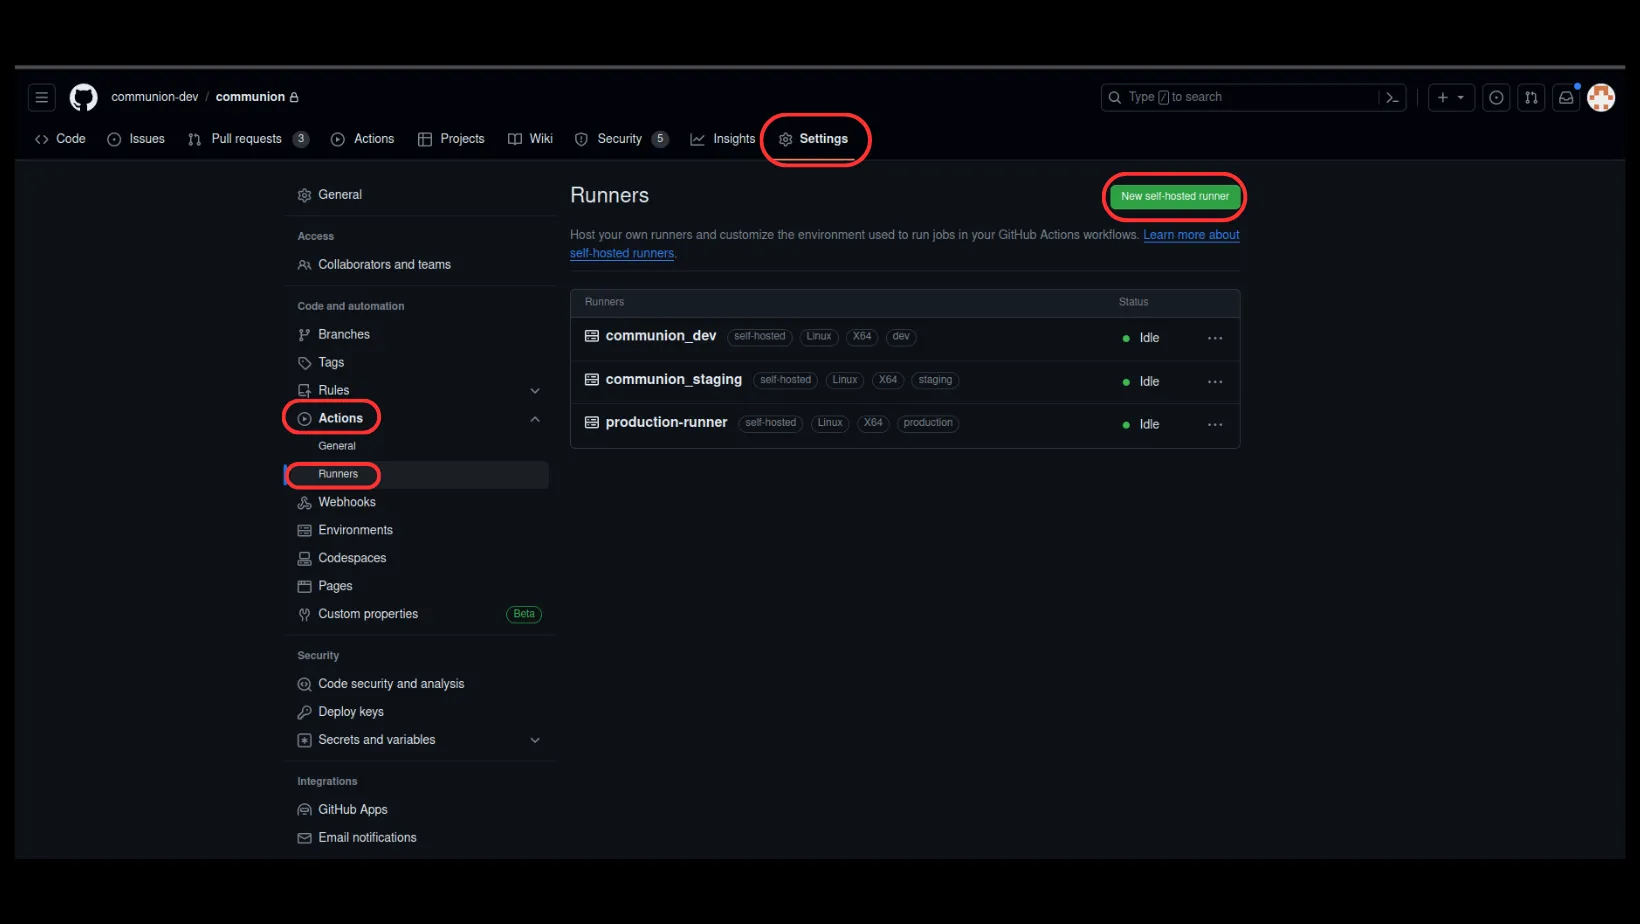 communion-dev / communion
Type / to search
Code Issues Pull requests 3 Actions Projects Wiki Security 5 Insights Settings
General
Access
Collaborators and teams
Code and automation
Branches
Tags
Rules
Actions
General
Runners
Webhooks
Environments
Codespaces
Pages
Custom properties Beta
Security
Code security and analysis
Deploy keys
Secrets and variables
Integrations
GitHub Apps
Email notifications
Runners
New self-hosted runner
Host your own runners and customize the environment used to run jobs in your GitHub Actions workflows. Learn more about
self-hosted runners.
Runners Status
communion_dev self-hosted Linux X64 dev Idle
communion_staging self-hosted Linux X64 staging Idle
production-runner self-hosted Linux X64 production Idle